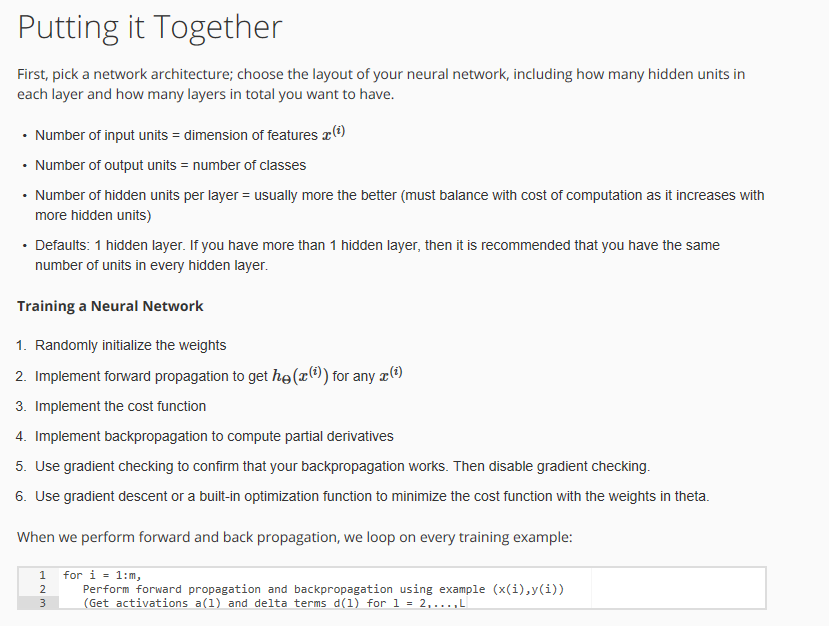 Putting it Together
First, pick a network architecture; choose the layout of your neural network, including how many hidden units in
each layer and how many layers in total you want to have.
• Number of input units = dimension of features x^(i)
• Number of output units = number of classes
• Number of hidden units per layer = usually more the better (must balance with cost of computation as it increases with
more hidden units)
• Defaults: 1 hidden layer. If you have more than 1 hidden layer, then it is recommended that you have the same
number of units in every hidden layer.
Training a Neural Network
1. Randomly initialize the weights
2. Implement forward propagation to get h_Θ(x^(i)) for any x^(i)
3. Implement the cost function
4. Implement backpropagation to compute partial derivatives
5. Use gradient checking to confirm that your backpropagation works. Then disable gradient checking.
6. Use gradient descent or a built-in optimization function to minimize the cost function with the weights in theta.
When we perform forward and back propagation, we loop on every training example:
1 for i = 1:m,
2 Perform forward propagation and backpropagation using example (x(i),y(i))
3 (Get activations a(l) and delta terms d(l) for l = 2,...,L